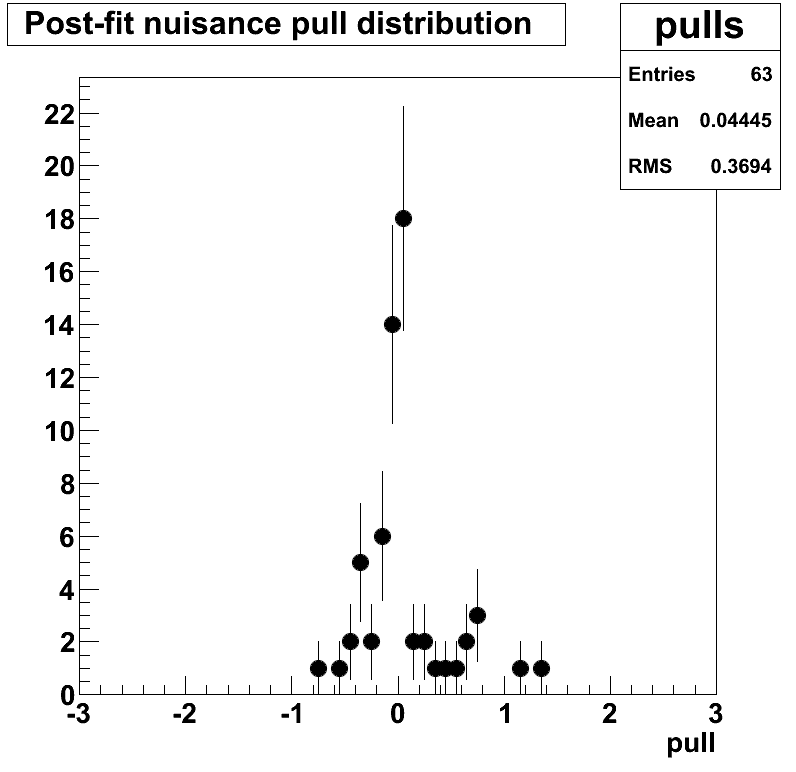 Post-fit nuisance pull distribution
pulls
Entries 63
Mean 0.04445
RMS 0.3694
22
20
18
16
14
12
10
8
6
4
2
0
-3 -2 -1 0 1 2 3
pull